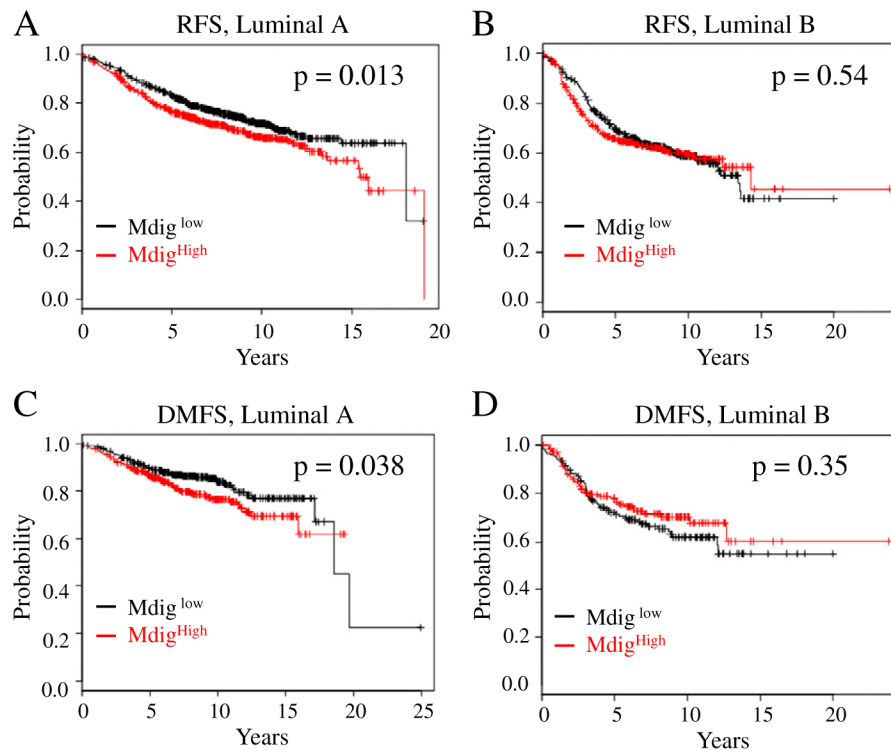 A
RFS, Luminal A
p = 0.013
Probability
1.0
0.8
0.6
0.4
0.2
0.0
Mdig low
MdigHigh
0 5 10 15 20
Years
B
RFS, Luminal B
p = 0.54
Probability
1.0
0.8
0.6
0.4
0.2
0.0
Mdig low
MdigHigh
0 5 10 15 20
Years
C
DMFS, Luminal A
p = 0.038
Probability
1.0
0.8
0.6
0.4
0.2
0.0
Mdig low
MdigHigh
0 5 10 15 20 25
Years
D
DMFS, Luminal B
p = 0.35
Probability
1.0
0.8
0.6
0.4
0.2
0.0
Mdig low
MdigHigh
0 5 10 15 20
Years